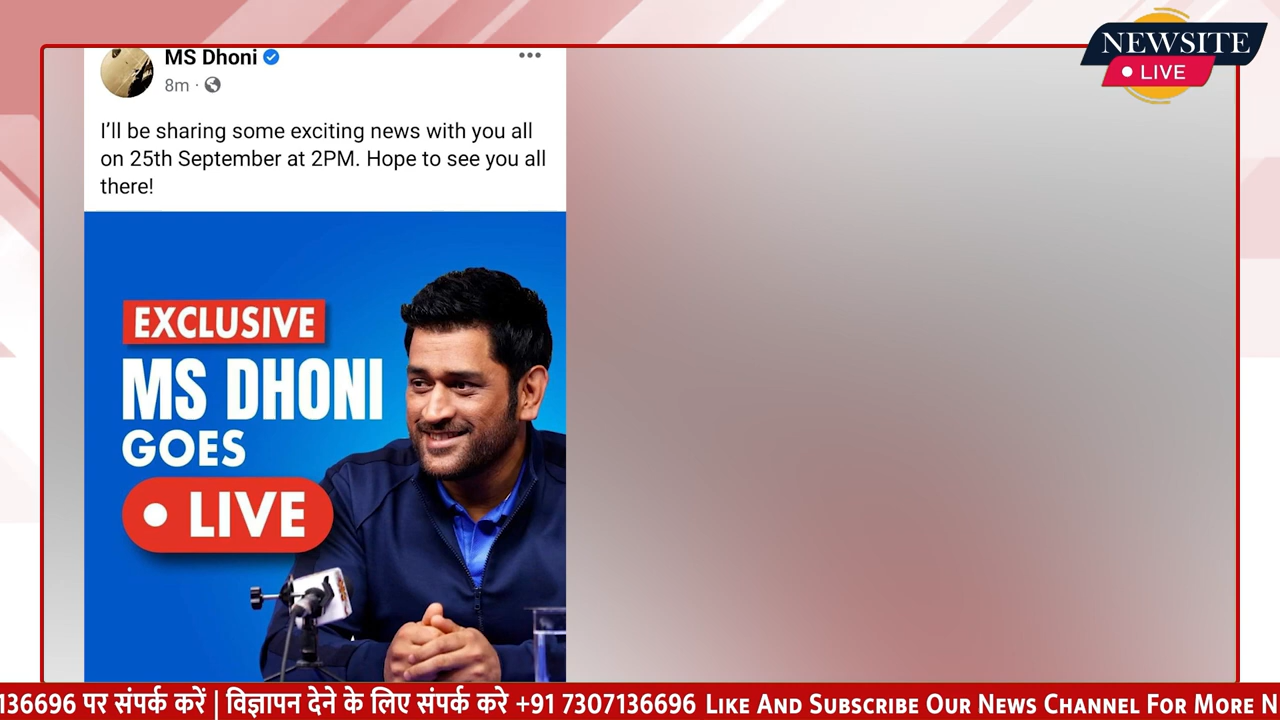 NEWSITE
LIVE
MS Dhoni
8m ·
I'll be sharing some exciting news with you all
on 25th September at 2PM. Hope to see you all
there!
EXCLUSIVE
MS DHONI
GOES
LIVE
136696 पर संपर्क करें | विज्ञापन देने के लिए संपर्क करे +91 7307136696 LIKE AND SUBSCRIBE OUR NEWS CHANNEL FOR MORE N